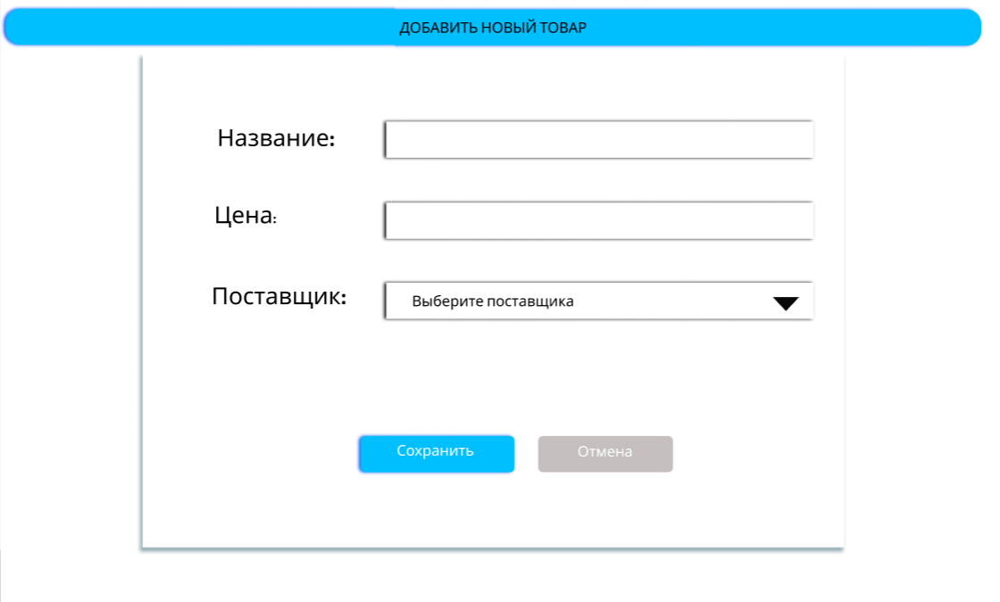 ДОБАВИТЬ НОВЫЙ ТОВАР
Название:
Цена:
Поставщик:
Выберите поставщика
Сохранить
Отмена